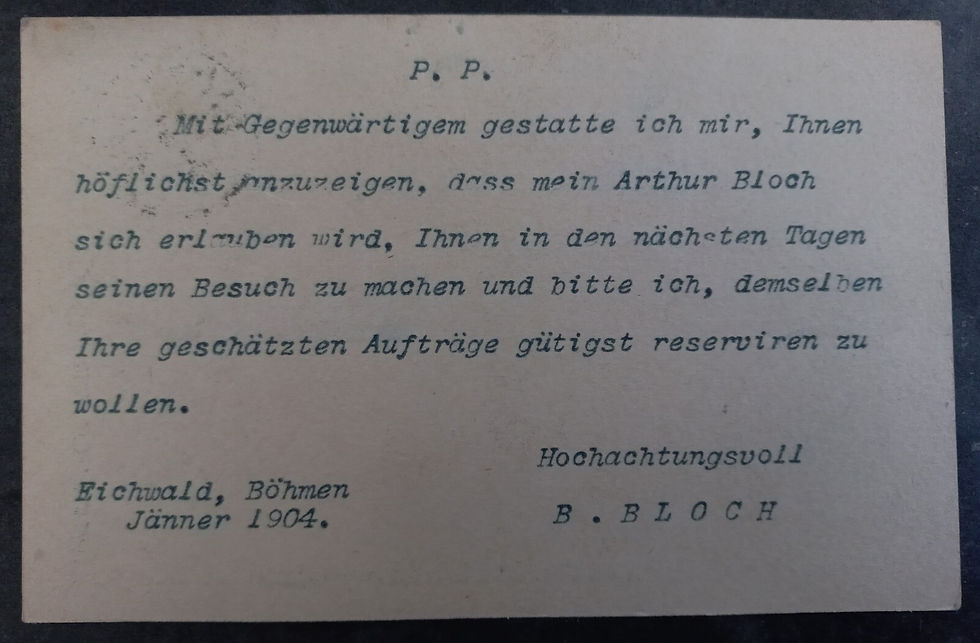 P. P.
Mit Gegenwärtigem gestatte ich mir, Ihnen
höflichst anzuzeigen, dass mein Arthur Bloch
sich erlauben wird, Ihnen in den nächsten Tagen
seinen Besuch zu machen und bitte ich, demselben
Ihre geschätzten Aufträge gütigst reserviren zu
wollen.
Hochachtungsvoll
Eichwald, Böhmen
Jänner 1904.
B . B L O C H